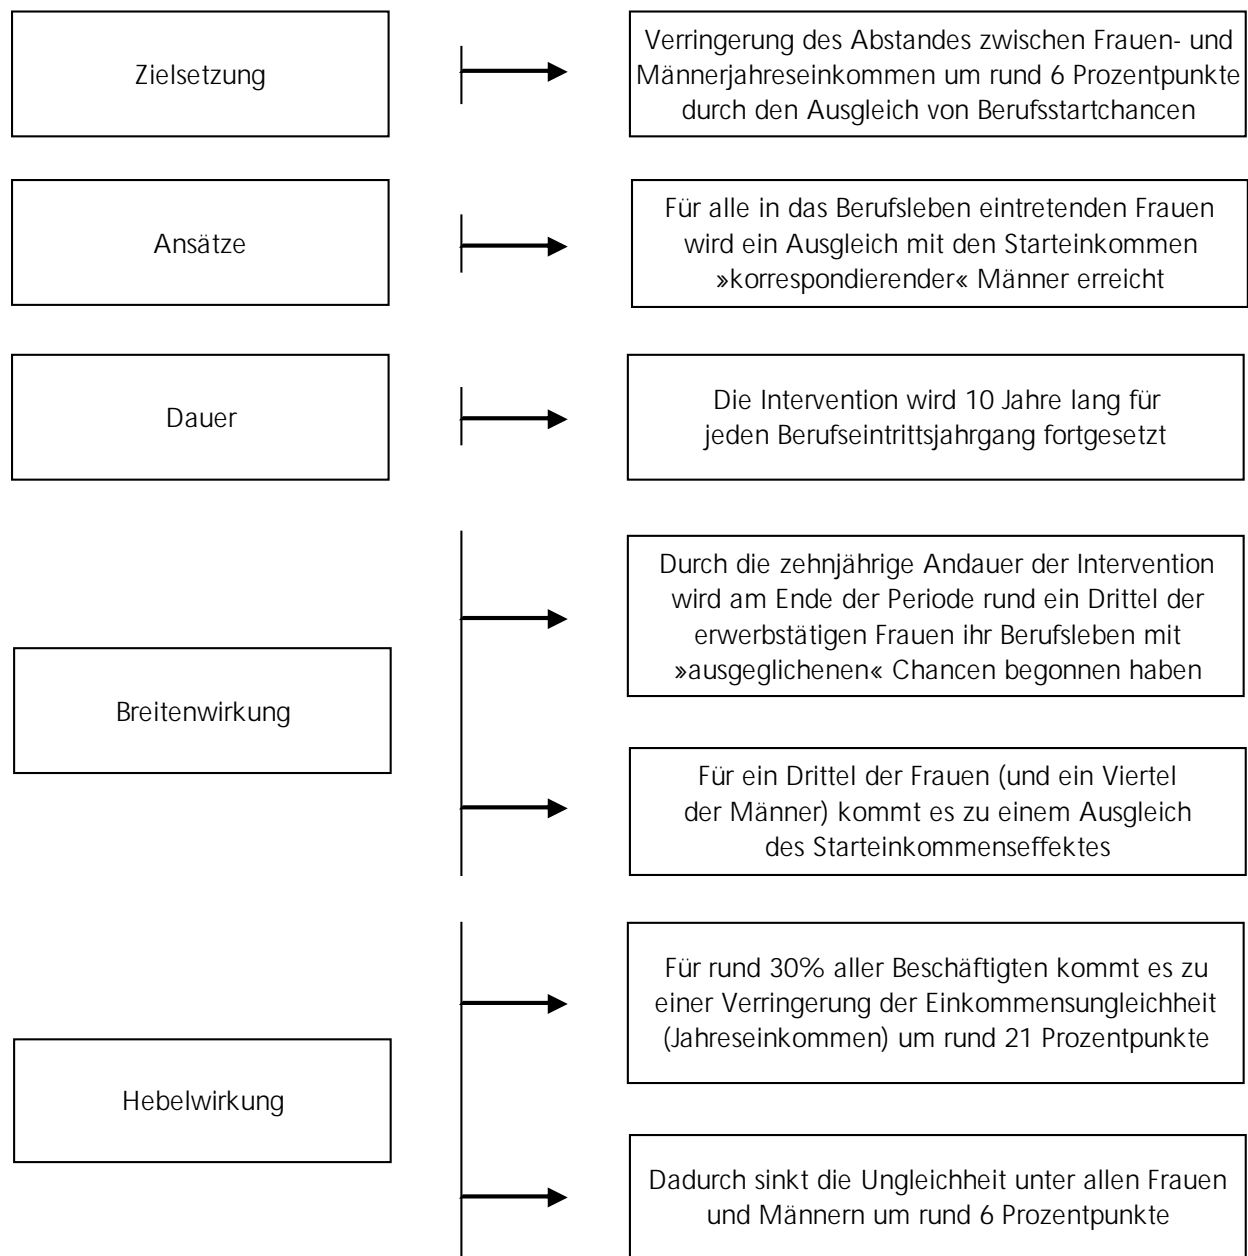 Zielsetzung
Verringerung des Abstandes zwischen Frauen- und
Männerjahreseinkommen um rund 6 Prozentpunkte
durch den Ausgleich von Berufsstartchancen
Ansätze
Für alle in das Berufsleben eintretenden Frauen
wird ein Ausgleich mit den Starteinkommen
»korrespondierender« Männer erreicht
Dauer
Die Intervention wird 10 Jahre lang für
jeden Berufseintrittsjahrgang fortgesetzt
Breitenwirkung
Durch die zehnjährige Andauer der Intervention
wird am Ende der Periode rund ein Drittel der
erwerbstätigen Frauen ihr Berufsleben mit
»ausgeglichenen« Chancen begonnen haben
Für ein Drittel der Frauen (und ein Viertel
der Männer) kommt es zu einem Ausgleich
des Starteinkommenseffektes
Hebelwirkung
Für rund 30% aller Beschäftigten kommt es zu
einer Verringerung der Einkommensungleichheit
(Jahreseinkommen) um rund 21 Prozentpunkte
Dadurch sinkt die Ungleichheit unter allen Frauen
und Männern um rund 6 Prozentpunkte